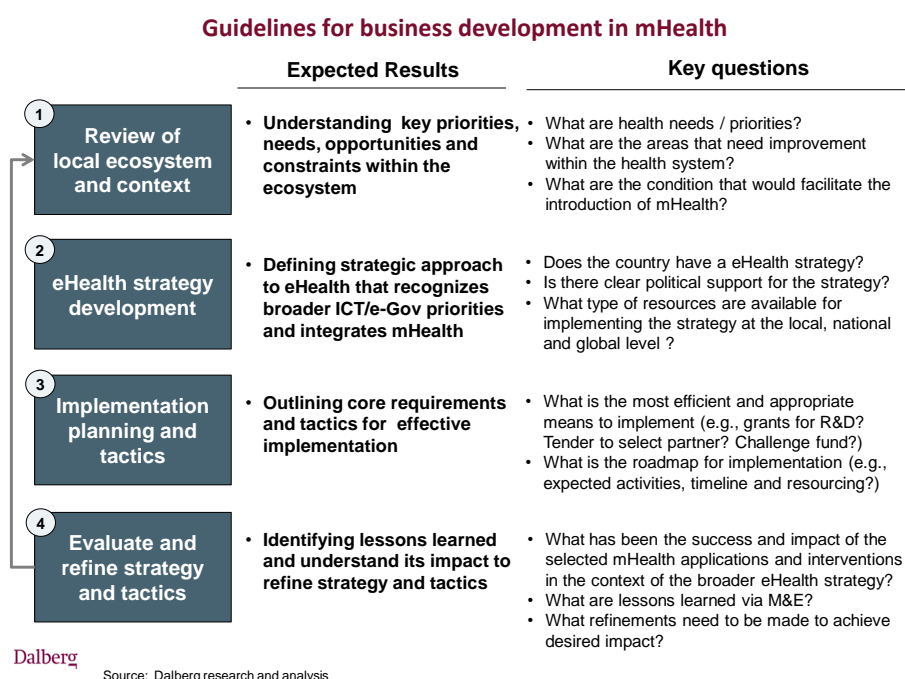 Guidelines for business development in mHealth
Expected Results
Key questions
1
Review of
local ecosystem
and context
• Understanding key priorities,
needs, opportunities and
constraints within the
ecosystem
• What are health needs / priorities?
• What are the areas that need improvement
within the health system?
• What are the condition that would facilitate the
introduction of mHealth?
2
eHealth strategy
development
• Defining strategic approach
to eHealth that recognizes
broader ICT/e-Gov priorities
and integrates mHealth
• Does the country have a eHealth strategy?
• Is there clear political support for the strategy?
• What type of resources are available for
implementing the strategy at the local, national
and global level ?
3
Implementation
planning and
tactics
• Outlining core requirements
and tactics for effective
implementation
• What is the most efficient and appropriate
means to implement (e.g., grants for R&D?
Tender to select partner? Challenge fund?)
• What is the roadmap for implementation (e.g.,
expected activities, timeline and resourcing?)
4
Evaluate and
refine strategy
and tactics
• Identifying lessons learned
and understand its impact to
refine strategy and tactics
• What has been the success and impact of the
selected mHealth applications and interventions
in the context of the broader eHealth strategy?
• What are lessons learned via M&E?
• What refinements need to be made to achieve
desired impact?
Dalberg
Source: Dalberg research and analysis